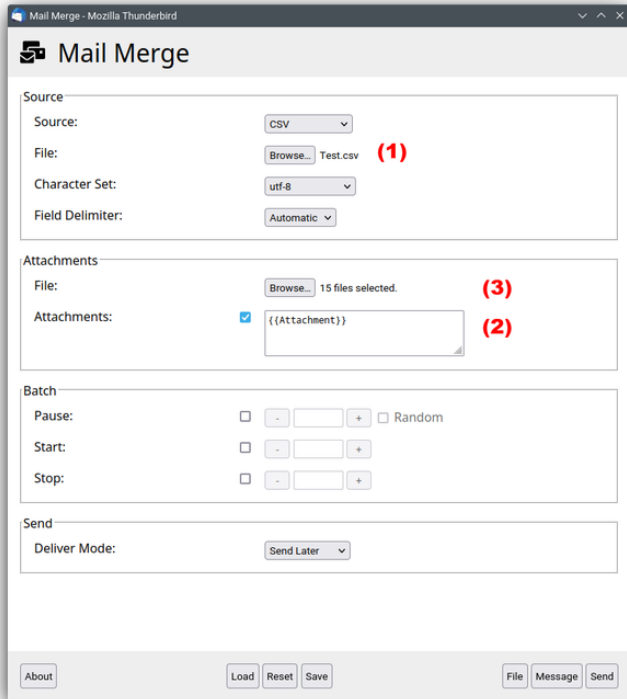 Mail Merge - Mozilla Thunderbird
Mail Merge
Source
Source: CSV
File: Browse... Test.csv (1)
Character Set: utf-8
Field Delimiter: Automatic
Attachments
File: Browse... 15 files selected. (3)
Attachments: {{Attachment}} (2)
Batch
Pause: - + Random
Start: - +
Stop: - +
Send
Deliver Mode: Send Later
About Load Reset Save File Message Send